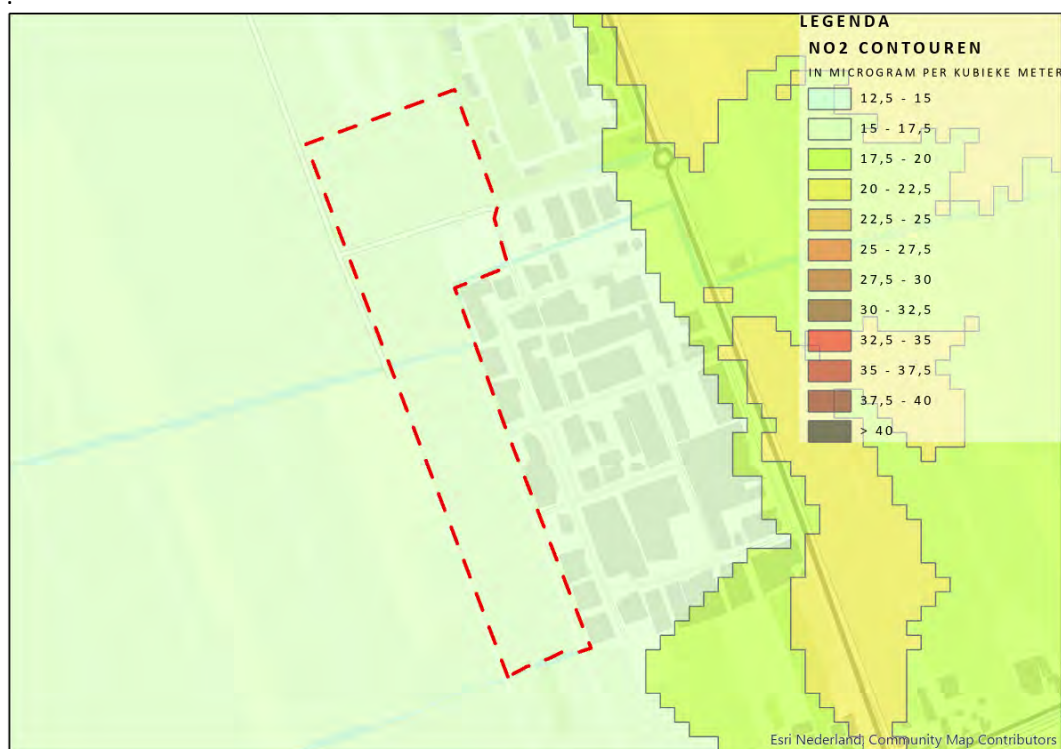 LEGENDA
NO2 CONTOUREN
IN MICROGRAM PER KUBIEKE METER
12,5 - 15
15 - 17,5
17,5 - 20
20 - 22,5
22,5 - 25
25 - 27,5
27,5 - 30
30 - 32,5
32,5 - 35
35 - 37,5
37,5 - 40
> 40
Esri Nederland, Community Map Contributors